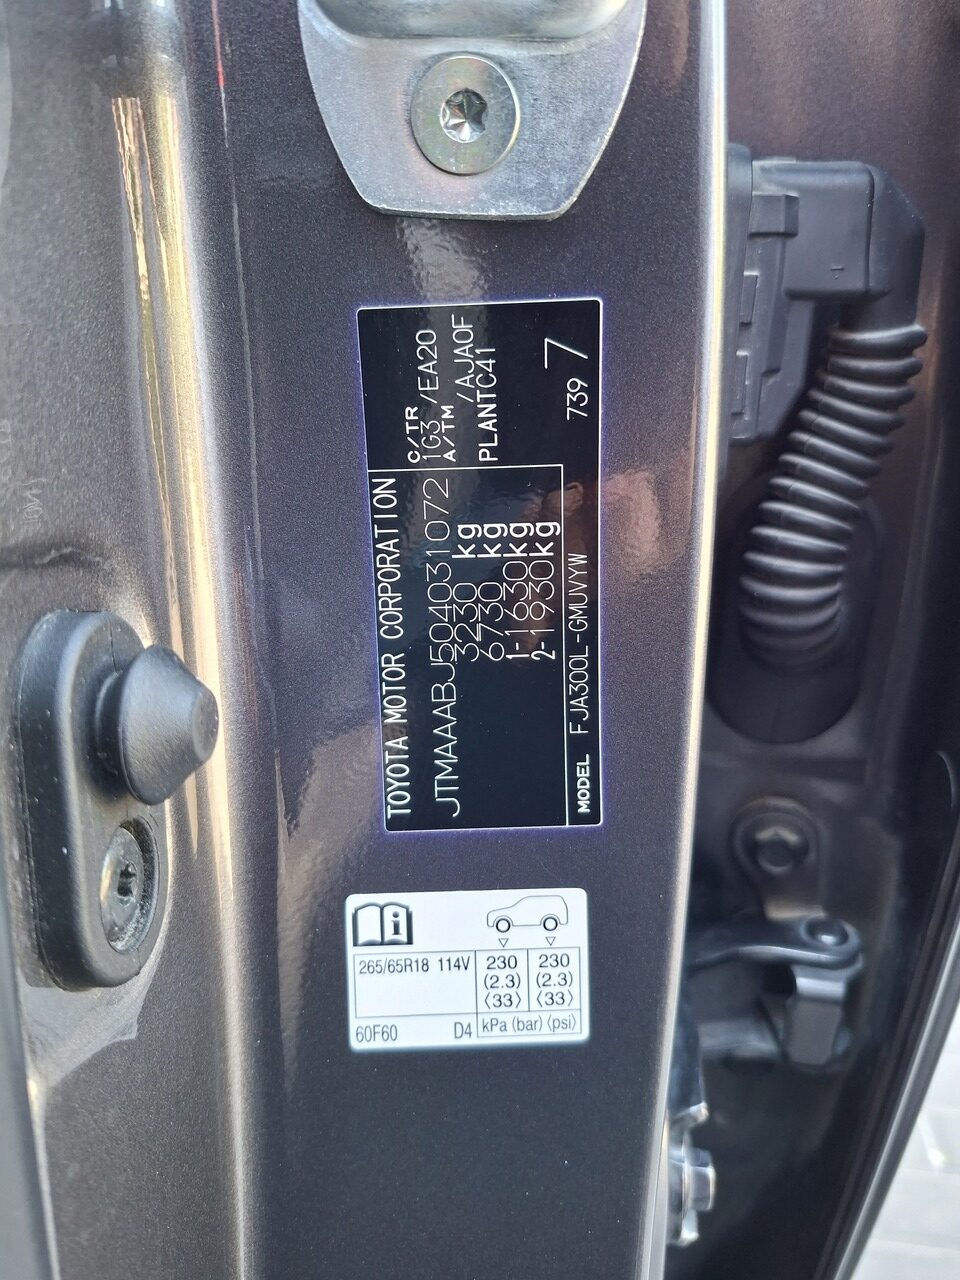 TOYOTA MOTOR CORPORATION
JTMAAABJ504031072
3230 kg
6730 kg
1-1630kg
2-1930kg
C/TR
1G3 /EA20
A/TM
/AJA0F
PLANTC41
MODEL FJA300L-GMUVYW
739 7
i
265/65R18 114V
230 230
(2.3) (2.3)
⟨33⟩ ⟨33⟩
60F60 D4 kPa (bar) ⟨psi⟩